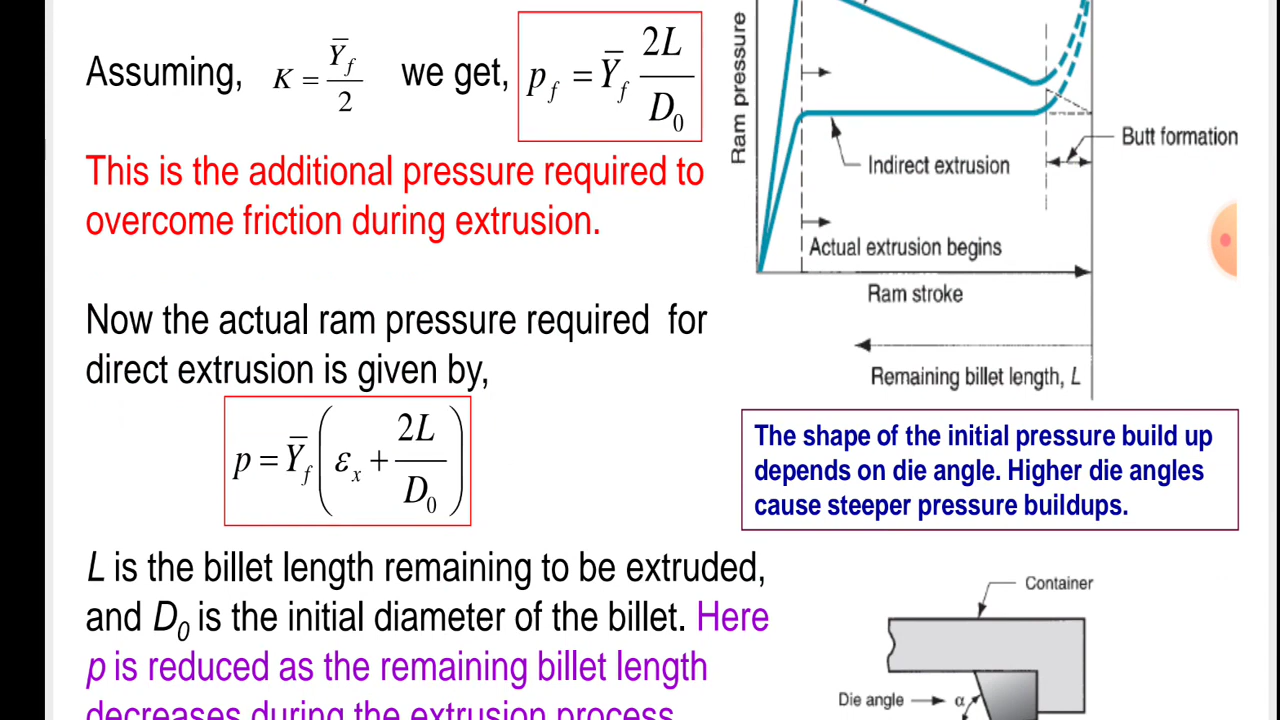 Assuming, K = Ȳf / 2 we get, pf = Ȳf 2L / D0
This is the additional pressure required to
overcome friction during extrusion.
Now the actual ram pressure required for
direct extrusion is given by,
p = Ȳf ( εx + 2L / D0 )
L is the billet length remaining to be extruded,
and D0 is the initial diameter of the billet. Here
p is reduced as the remaining billet length
decreases during the extrusion process
Ram pressure
Butt formation
Indirect extrusion
Actual extrusion begins
Ram stroke
Remaining billet length, L
The shape of the initial pressure build up
depends on die angle. Higher die angles
cause steeper pressure buildups.
Container
Die angle
α